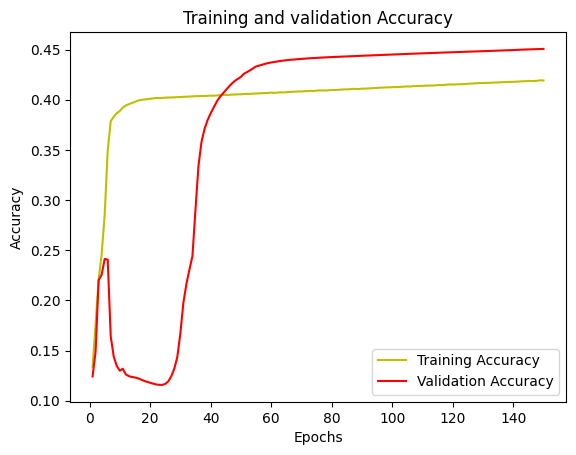 Training and validation Accuracy
Accuracy
0.45
0.40
0.35
0.30
0.25
0.20
0.15
0.10
0 20 40 60 80 100 120 140
Epochs
Training Accuracy
Validation Accuracy